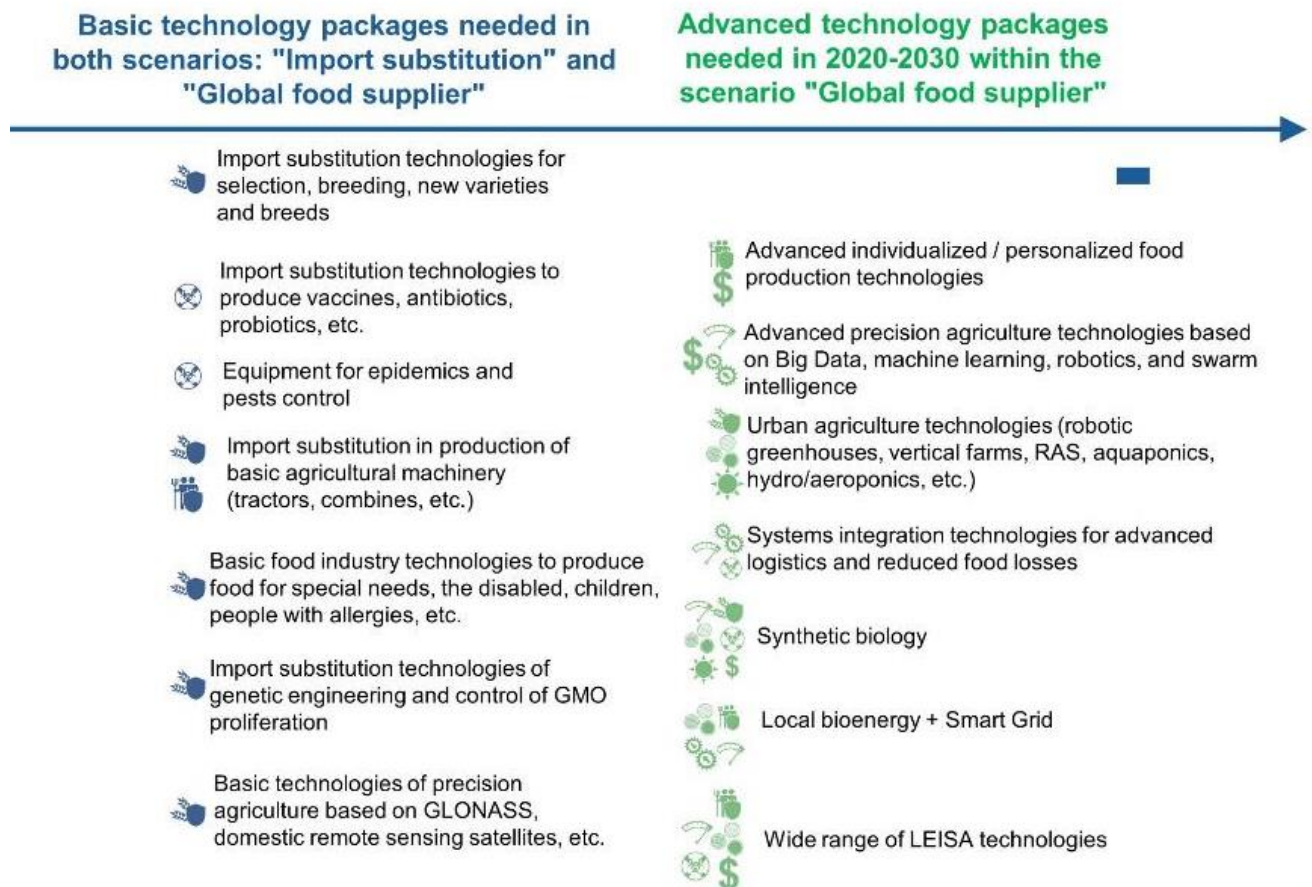 Basic technology packages needed in
both scenarios: "Import substitution" and
"Global food supplier"
Advanced technology packages
needed in 2020-2030 within the
scenario "Global food supplier"
Import substitution technologies for
selection, breeding, new varieties
and breeds
Import substitution technologies to
produce vaccines, antibiotics,
probiotics, etc.
Equipment for epidemics and
pests control
Import substitution in production of
basic agricultural machinery
(tractors, combines, etc.)
Basic food industry technologies to produce
food for special needs, the disabled, children,
people with allergies, etc.
Import substitution technologies of
genetic engineering and control of GMO
proliferation
Basic technologies of precision
agriculture based on GLONASS,
domestic remote sensing satellites, etc.
Advanced individualized / personalized food
production technologies
Advanced precision agriculture technologies based
on Big Data, machine learning, robotics, and swarm
intelligence
Urban agriculture technologies (robotic
greenhouses, vertical farms, RAS, aquaponics,
hydro/aeroponics, etc.)
Systems integration technologies for advanced
logistics and reduced food losses
Synthetic biology
Local bioenergy + Smart Grid
Wide range of LEISA technologies